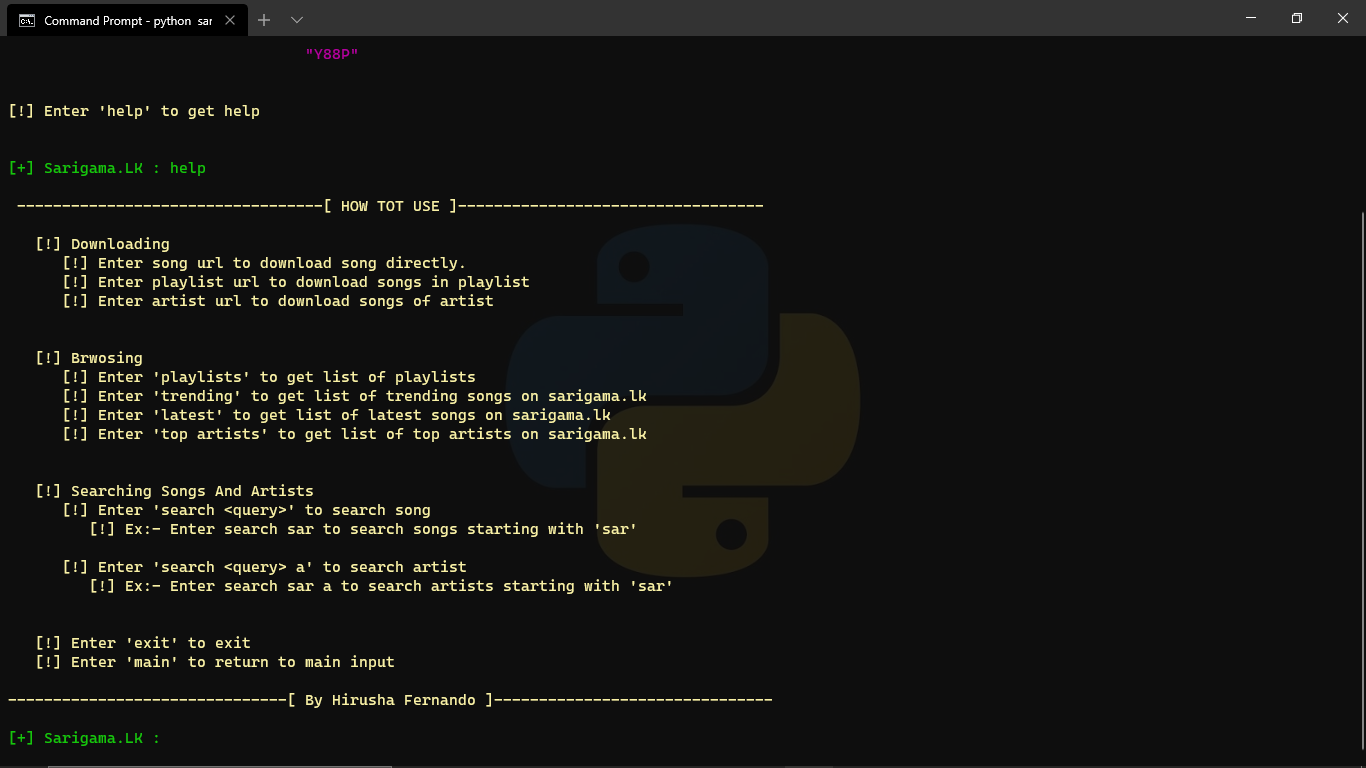 Command Prompt - python sar
"Y88P"
[!] Enter 'help' to get help
[+] Sarigama.LK : help
----------------------------------[ HOW TOT USE ]----------------------------------
[!] Downloading
[!] Enter song url to download song directly.
[!] Enter playlist url to download songs in playlist
[!] Enter artist url to download songs of artist
[!] Brwosing
[!] Enter 'playlists' to get list of playlists
[!] Enter 'trending' to get list of trending songs on sarigama.lk
[!] Enter 'latest' to get list of latest songs on sarigama.lk
[!] Enter 'top artists' to get list of top artists on sarigama.lk
[!] Searching Songs And Artists
[!] Enter 'search <query>' to search song
[!] Ex:- Enter search sar to search songs starting with 'sar'
[!] Enter 'search <query> a' to search artist
[!] Ex:- Enter search sar a to search artists starting with 'sar'
[!] Enter 'exit' to exit
[!] Enter 'main' to return to main input
-------------------------------[ By Hirusha Fernando ]-------------------------------
[+] Sarigama.LK :